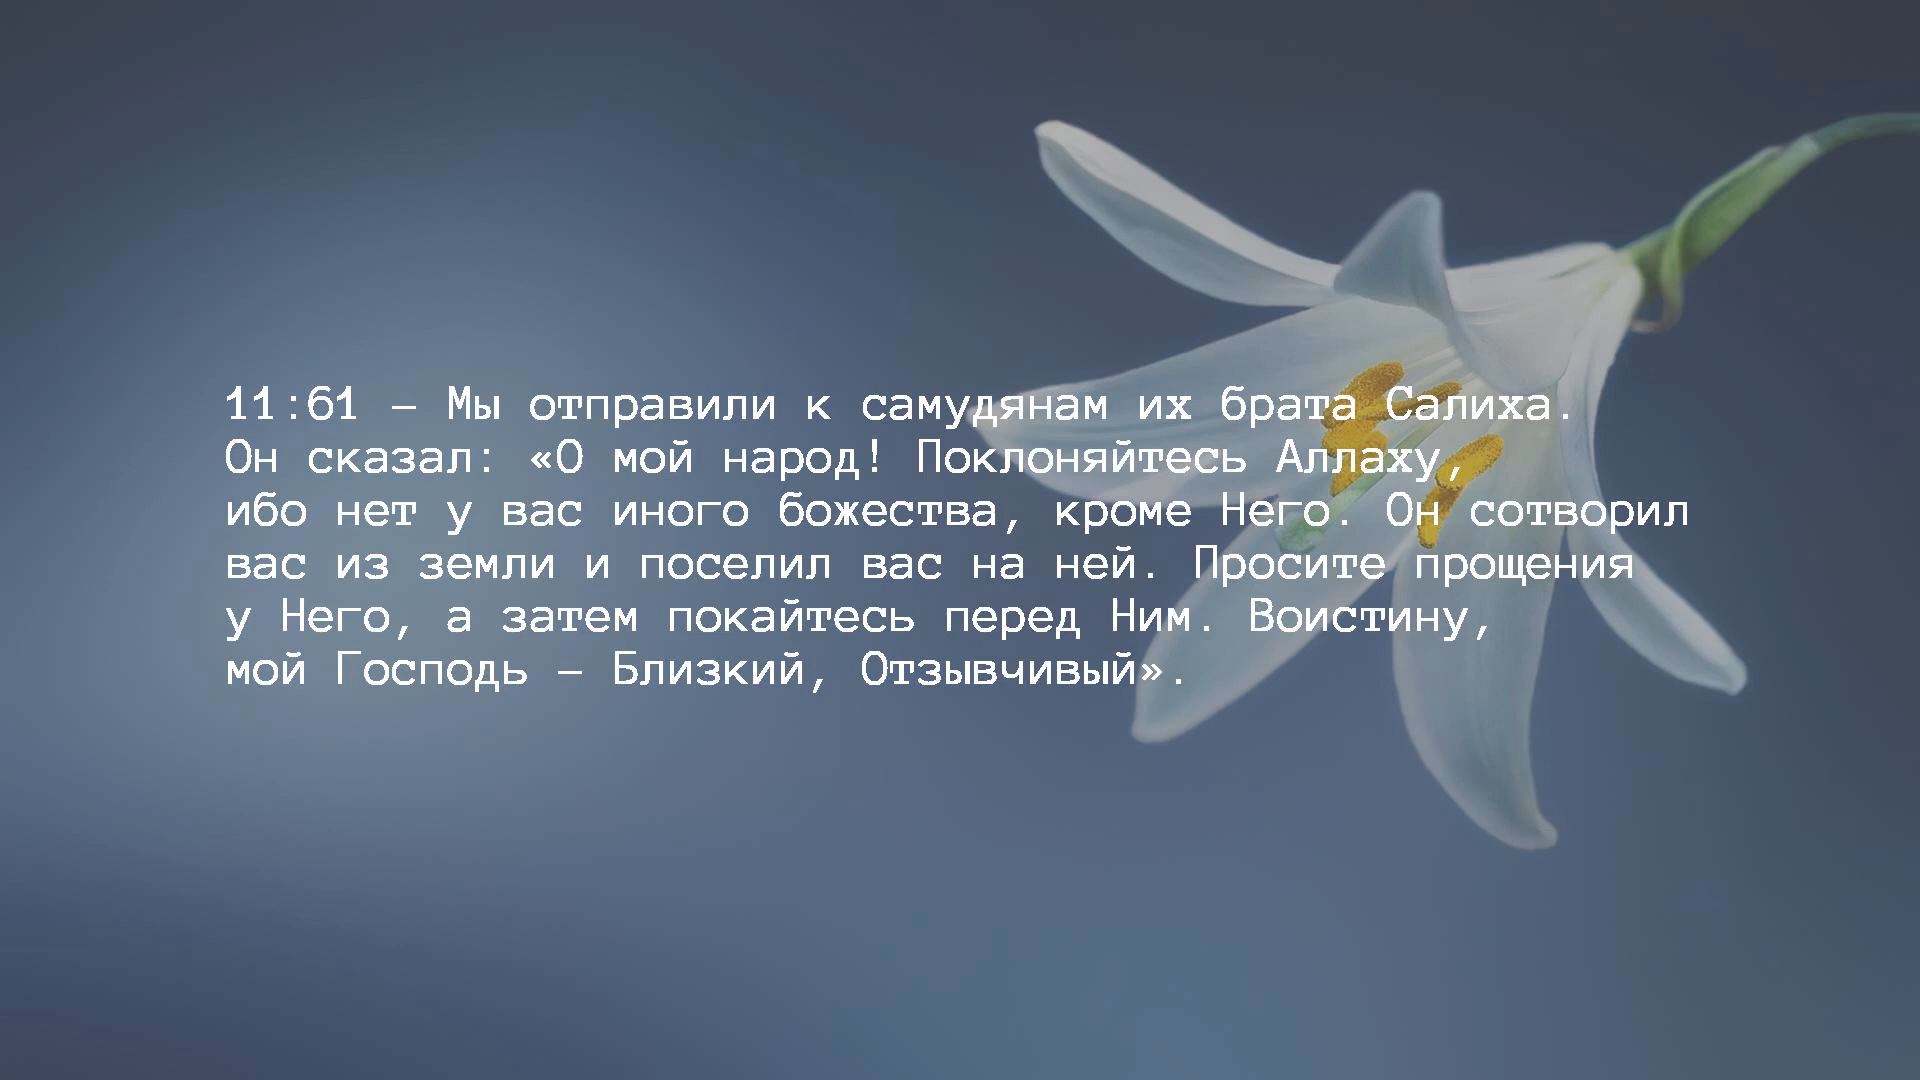 11:61 – Мы отправили к самудянам их брата Салиха.
Он сказал: «О мой народ! Поклоняйтесь Аллаху,
ибо нет у вас иного божества, кроме Него. Он сотворил
вас из земли и поселил вас на ней. Просите прощения
у Него, а затем покайтесь перед Ним. Воистину,
мой Господь – Близкий, Отзывчивый».